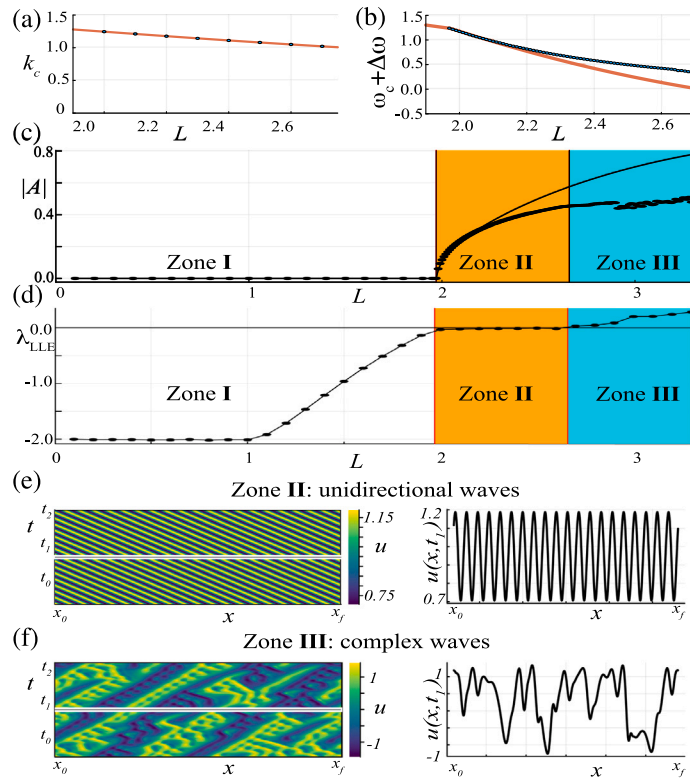 (a)
1.5
1.0
k_c
0.5
0
2.0 2.2 2.4 2.6
L
(b)
1.5
1.0
0.5
0.0
-0.5
ω_c+Δω
2.0 2.2 2.4 2.6
L
(c)
0.8
|A|
0.4
0.0
Zone I
Zone II
Zone III
0 1 L 2 3
(d)
0.0
λ_LLE
-1.0
-2.0
Zone I
Zone II
Zone III
0 1 L 2 3
(e)
Zone II: unidirectional waves
t_2
t
t_1
t_0
x_0 x x_f
1.15
u
0.75
1.2
u(x,t_1)
0.7
x_0 x x_f
(f)
Zone III: complex waves
t_2
t
t_1
t_0
x_0 x x_f
1
u
-1
1
u(x,t_1)
-1
x_0 x x_f